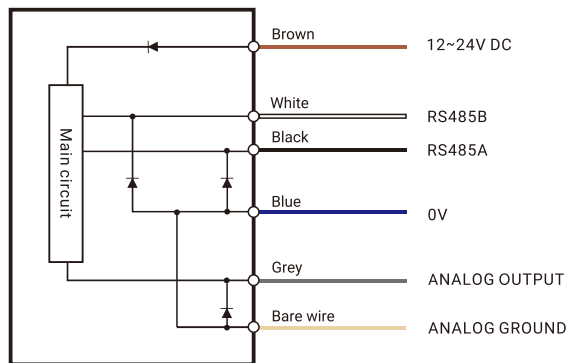 Brown
12~24V DC
White
RS485B
Black
RS485A
Main circuit
Blue
0V
Grey
ANALOG OUTPUT
Bare wire
ANALOG GROUND